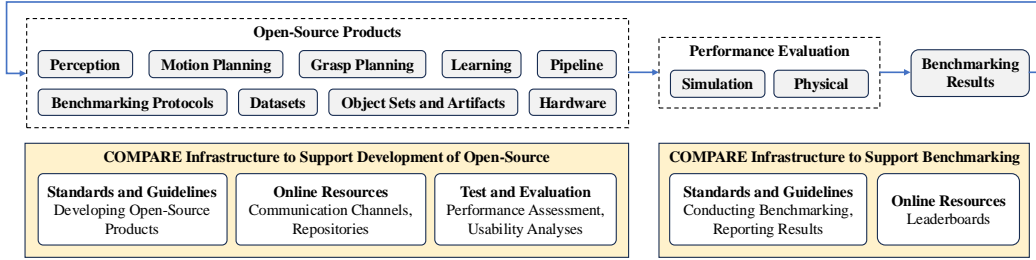 Open-Source Products
Perception
Motion Planning
Grasp Planning
Learning
Pipeline
Benchmarking Protocols
Datasets
Object Sets and Artifacts
Hardware
Performance Evaluation
Simulation
Physical
Benchmarking
Results
COMPARE Infrastructure to Support Development of Open-Source
Standards and Guidelines
Developing Open-Source
Products
Online Resources
Communication Channels,
Repositories
Test and Evaluation
Performance Assessment,
Usability Analyses
COMPARE Infrastructure to Support Benchmarking
Standards and Guidelines
Conducting Benchmarking,
Reporting Results
Online Resources
Leaderboards